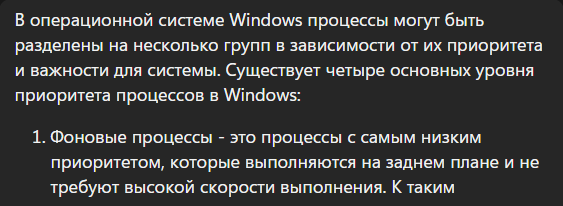 В операционной системе Windows процессы могут быть
разделены на несколько групп в зависимости от их приоритета
и важности для системы. Существует четыре основных уровня
приоритета процессов в Windows:
1. Фоновые процессы - это процессы с самым низким
приоритетом, которые выполняются на заднем плане и не
требуют высокой скорости выполнения. К таким